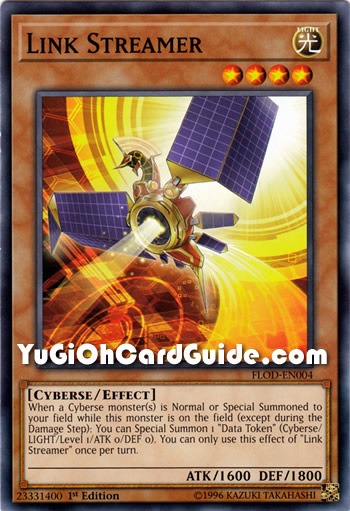 LINK STREAMER
LIGHT
光
YuGiOhCardGuide.com
FLOD-EN004
[CYBERSE/EFFECT]
When a Cyberse monster(s) is Normal or Special Summoned to
your field while this monster is on the field (except during
the Damage Step): You can Special Summon 1 "Data Token" (Cyberse/
LIGHT/Level 1/ATK 0/DEF 0). You can only use this effect of "Link
Streamer" once per turn.
ATK/1600 DEF/1800
23331400 1st Edition ©1996 KAZUKI TAKAHASHI